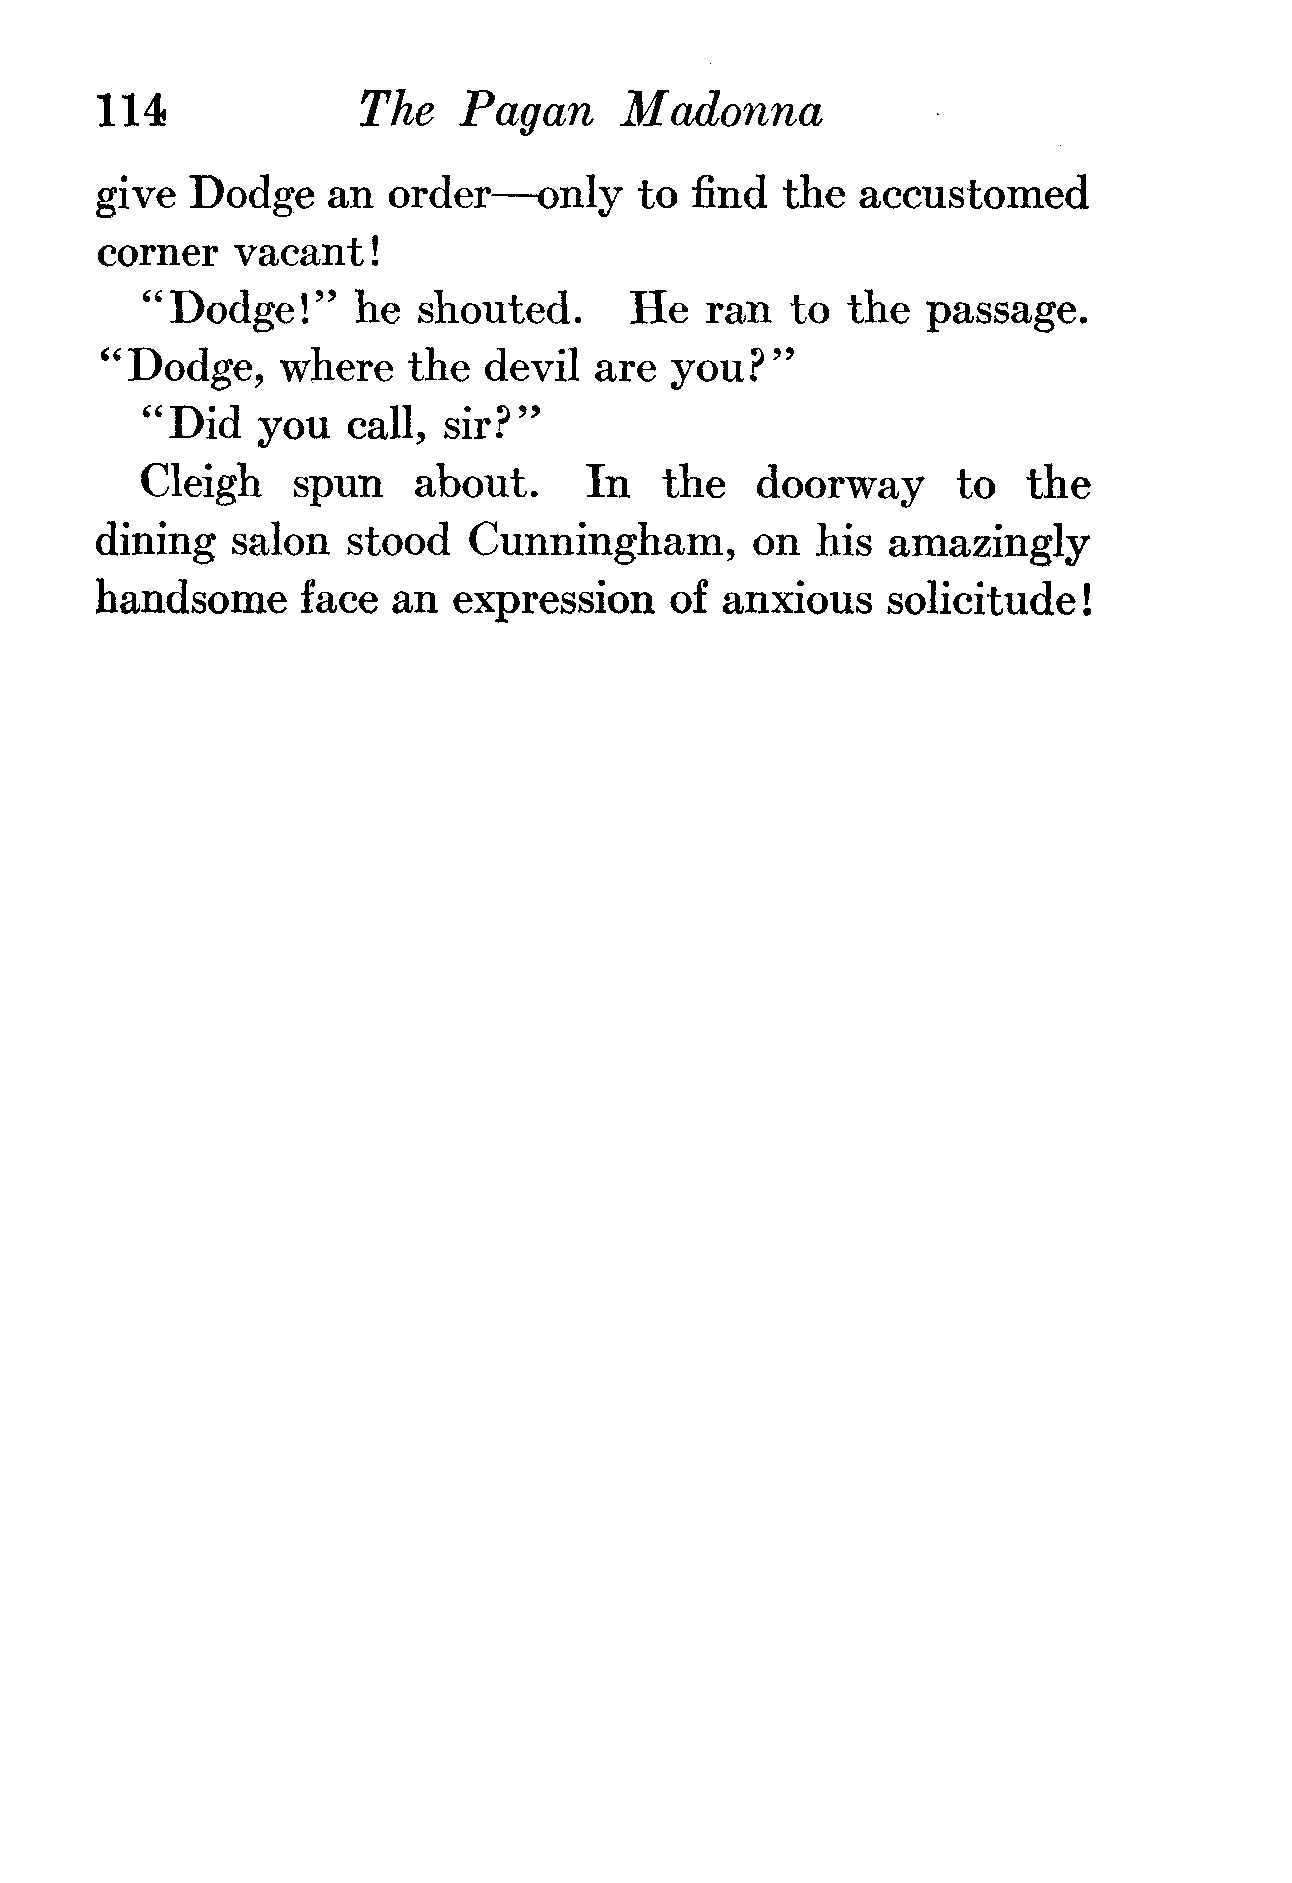 114 The Pagan Madonna
give Dodge an order—only to find the accustomed
corner vacant!
“Dodge!” he shouted. He ran to the passage.
“Dodge, where the devil are you?”
“Did you call, sir?”
Cleigh spun about. In the doorway to the
dining salon stood Cunningham, on his amazingly
handsome face an expression of anxious solicitude!